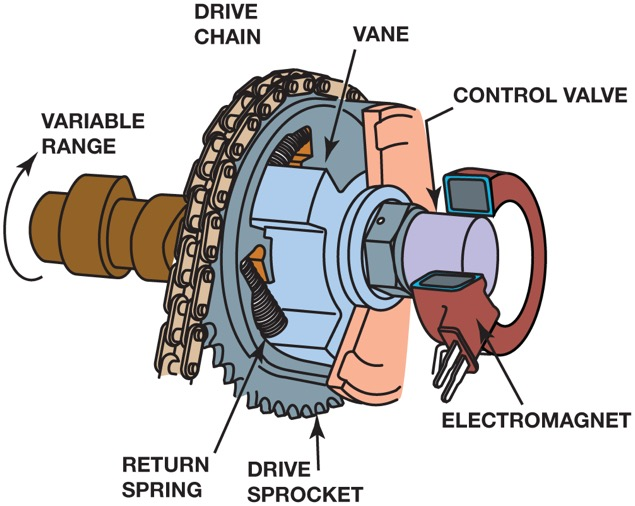 DRIVE
CHAIN
VANE
CONTROL VALVE
VARIABLE
RANGE
ELECTROMAGNET
RETURN
SPRING
DRIVE
SPROCKET